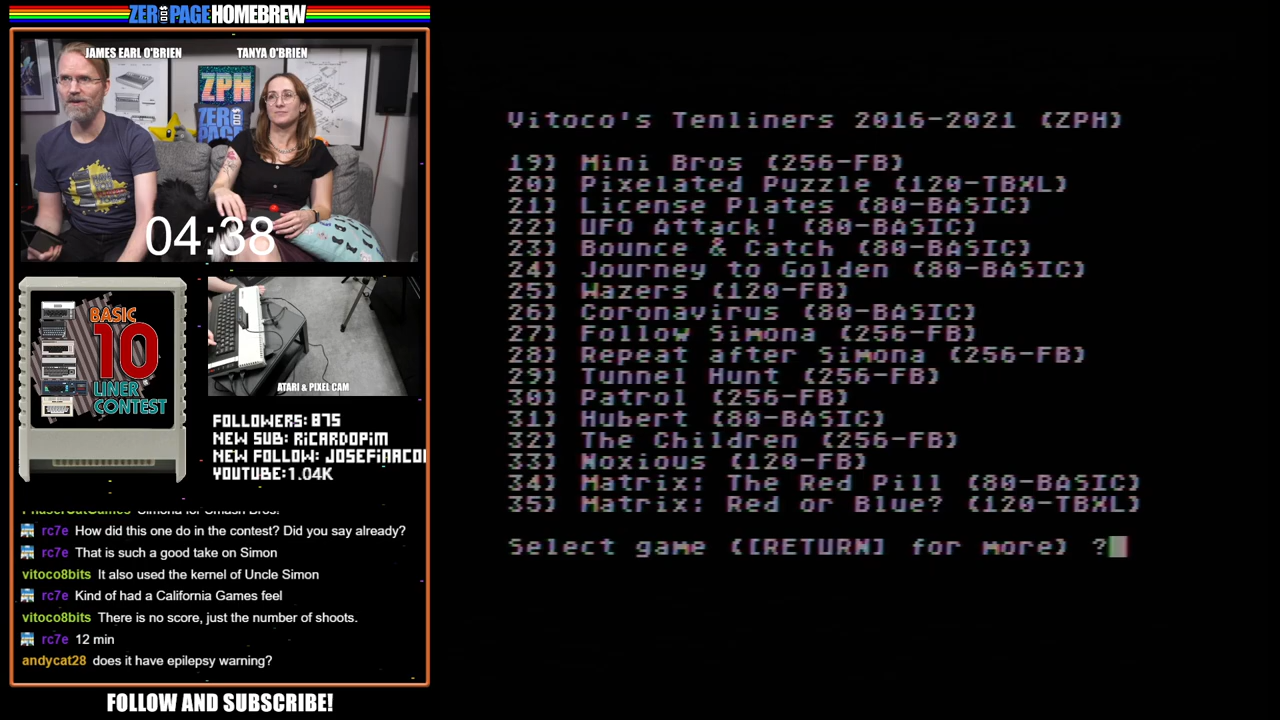 ZEROPAGE HOMEBREW
JAMES EARL O'BRIEN
TANYA O'BRIEN
ZPH
ZERO
PAGE
04:38
BASIC
10
LINER
CONTEST
ATARI & PIXEL CAM
FOLLOWERS: 875
NEW SUB: RICARDOPIM
NEW FOLLOW: JOSEFINACOR
YOUTUBE:1.04K
PhaserCatGames Simona for Smash Bros!
rc7e How did this one do in the contest? Did you say already?
rc7e That is such a good take on Simon
vitoco8bits It also used the kernel of Uncle Simon
rc7e Kind of had a California Games feel
vitoco8bits There is no score, just the number of shoots.
rc7e 12 min
andycat28 does it have epilepsy warning?
FOLLOW AND SUBSCRIBE!
Vitoco's Tenliners 2016-2021 (ZPH)
19) Mini Bros (256-FB)
20) Pixelated Puzzle (120-TBXL)
21) License Plates (80-BASIC)
22) UFO Attack! (80-BASIC)
23) Bounce & Catch (80-BASIC)
24) Journey to Golden (80-BASIC)
25) Wazers (120-FB)
26) Coronavirus (80-BASIC)
27) Follow Simona (256-FB)
28) Repeat after Simona (256-FB)
29) Tunnel Hunt (256-FB)
30) Patrol (256-FB)
31) Hubert (80-BASIC)
32) The Children (256-FB)
33) Noxious (120-FB)
34) Matrix: The Red Pill (80-BASIC)
35) Matrix: Red or Blue? (120-TBXL)
Select game ([RETURN] for more) ?